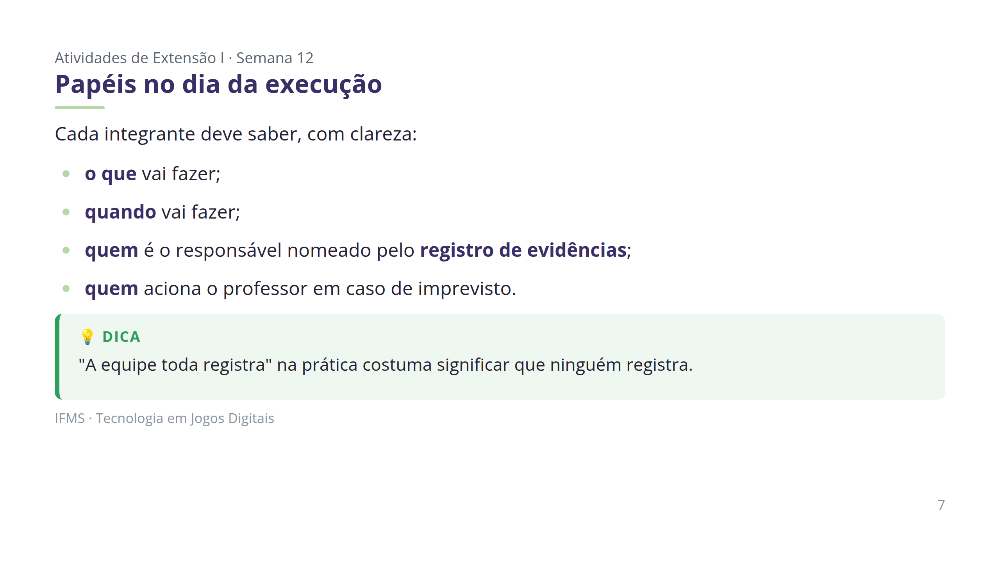 Atividades de Extensão I · Semana 12
Papéis no dia da execução
Cada integrante deve saber, com clareza:
o que vai fazer;
quando vai fazer;
quem é o responsável nomeado pelo registro de evidências;
quem aciona o professor em caso de imprevisto.
💡 DICA
"A equipe toda registra" na prática costuma significar que ninguém registra.
IFMS · Tecnologia em Jogos Digitais
7